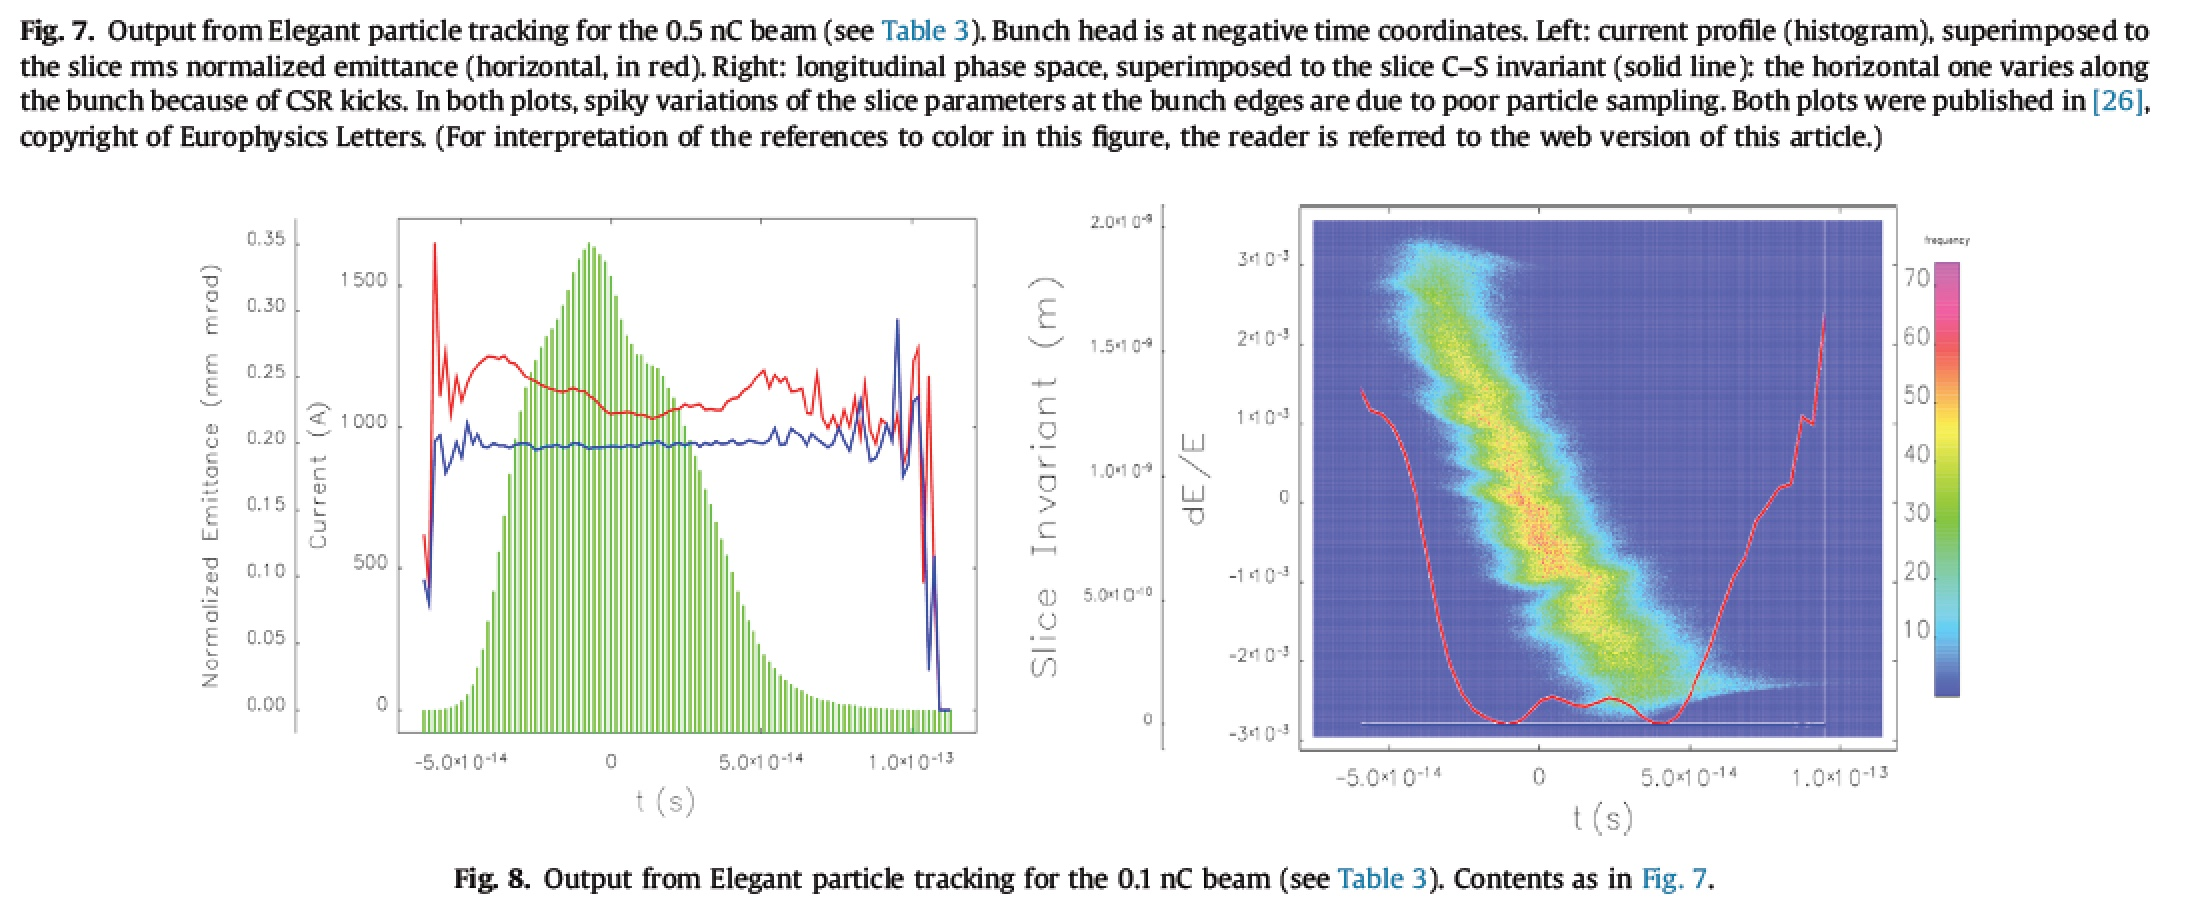 Fig. 7. Output from Elegant particle tracking for the 0.5 nC beam (see Table 3). Bunch head is at negative time coordinates. Left: current profile (histogram), superimposed to
the slice rms normalized emittance (horizontal, in red). Right: longitudinal phase space, superimposed to the slice C–S invariant (solid line): the horizontal one varies along
the bunch because of CSR kicks. In both plots, spiky variations of the slice parameters at the bunch edges are due to poor particle sampling. Both plots were published in [26],
copyright of Europhysics Letters. (For interpretation of the references to color in this figure, the reader is referred to the web version of this article.)
Normalized Emittance (mm mrad)
0.35
0.30
0.25
0.20
0.15
0.10
0.05
0.00
Current (A)
1500
1000
500
0
-5.0×10⁻¹⁴ 0 5.0×10⁻¹⁴ 1.0×10⁻¹³
t (s)
Slice Invariant (m)
2.0×10⁻⁹
1.5×10⁻⁹
1.0×10⁻⁹
5.0×10⁻¹⁰
0
dE/E
3×10⁻³
2×10⁻³
1×10⁻³
0
-1×10⁻³
-2×10⁻³
-3×10⁻³
-5.0×10⁻¹⁴ 0 5.0×10⁻¹⁴ 1.0×10⁻¹³
t (s)
frequency
70
60
50
40
30
20
10
Fig. 8. Output from Elegant particle tracking for the 0.1 nC beam (see Table 3). Contents as in Fig. 7.